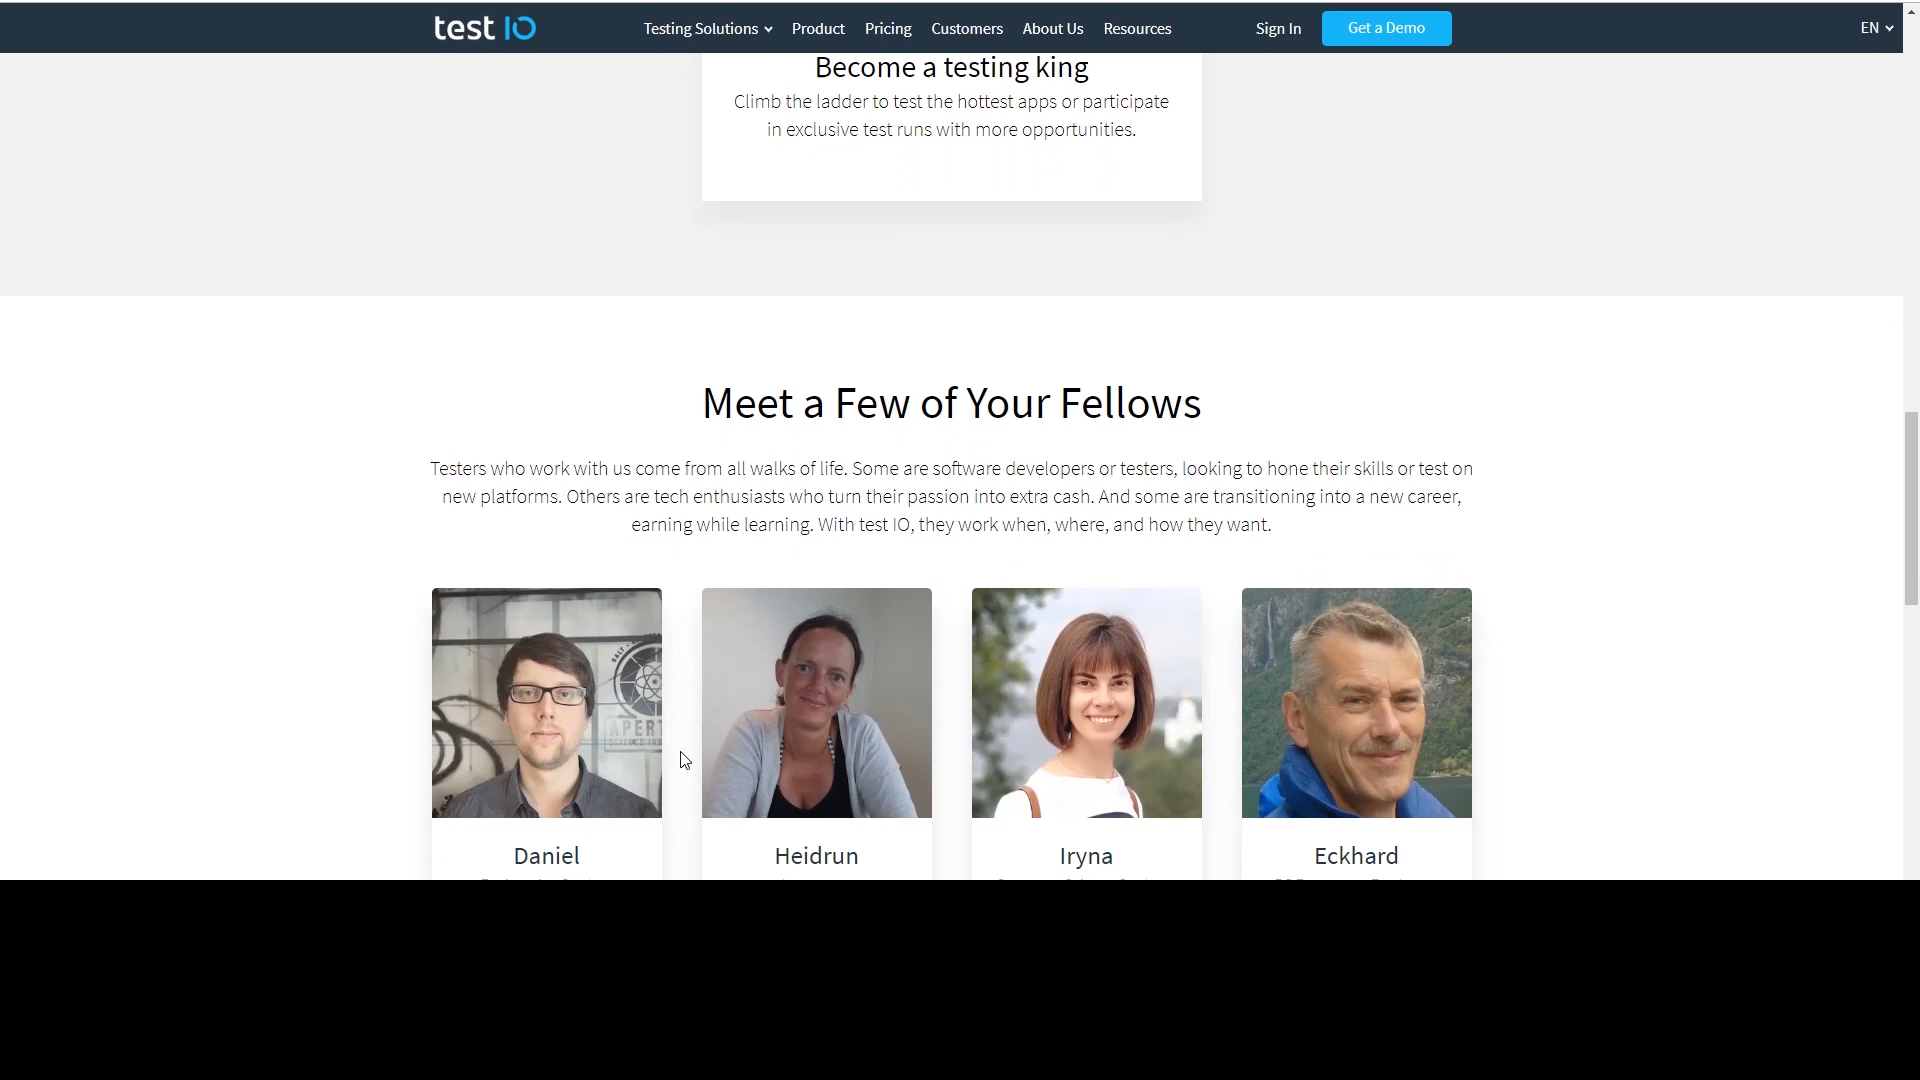 test IO Testing Solutions Product Pricing Customers About Us Resources Sign In Get a Demo EN
Become a testing king
Climb the ladder to test the hottest apps or participate
in exclusive test runs with more opportunities.
Meet a Few of Your Fellows
Testers who work with us come from all walks of life. Some are software developers or testers, looking to hone their skills or test on
new platforms. Others are tech enthusiasts who turn their passion into extra cash. And some are transitioning into a new career,
earning while learning. With test IO, they work when, where, and how they want.
Daniel Heidrun Iryna Eckhard